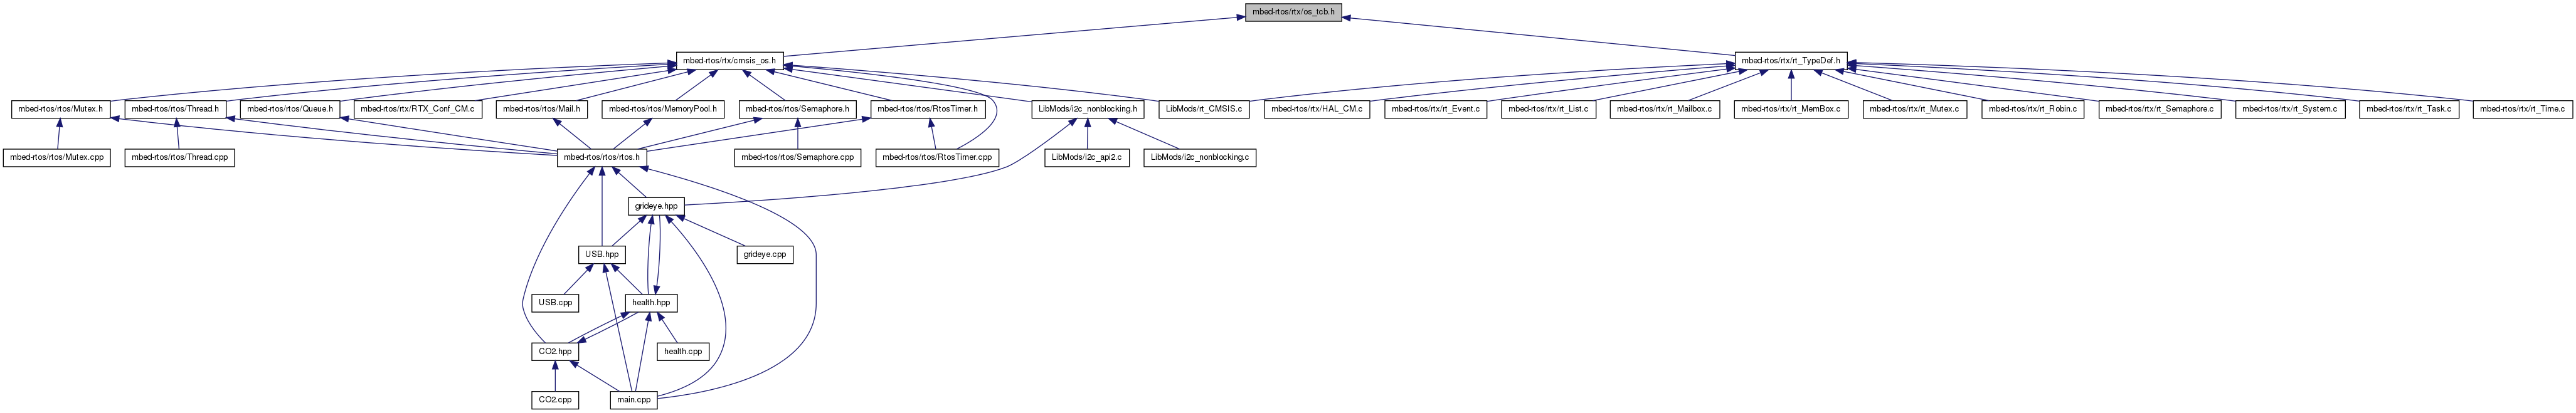 mbed-rtos/rtx/os_tcb.h
mbed-rtos/rtx/cmsis_os.h
mbed-rtos/rtx/rt_TypeDef.h
mbed-rtos/rtos/Mutex.h
mbed-rtos/rtos/Thread.h
mbed-rtos/rtos/Queue.h
mbed-rtos/rtx/RTX_Conf_CM.c
mbed-rtos/rtos/Mail.h
mbed-rtos/rtos/MemoryPool.h
mbed-rtos/rtos/Semaphore.h
mbed-rtos/rtos/RtosTimer.h
LibMods/i2c_nonblocking.h
LibMods/rt_CMSIS.c
mbed-rtos/rtx/HAL_CM.c
mbed-rtos/rtx/rt_Event.c
mbed-rtos/rtx/rt_List.c
mbed-rtos/rtx/rt_Mailbox.c
mbed-rtos/rtx/rt_MemBox.c
mbed-rtos/rtx/rt_Mutex.c
mbed-rtos/rtx/rt_Robin.c
mbed-rtos/rtx/rt_Semaphore.c
mbed-rtos/rtx/rt_System.c
mbed-rtos/rtx/rt_Task.c
mbed-rtos/rtx/rt_Time.c
mbed-rtos/rtos/Mutex.cpp
mbed-rtos/rtos/Thread.cpp
mbed-rtos/rtos/rtos.h
mbed-rtos/rtos/Semaphore.cpp
mbed-rtos/rtos/RtosTimer.cpp
LibMods/i2c_api2.c
LibMods/i2c_nonblocking.c
grideye.hpp
USB.hpp
grideye.cpp
USB.cpp
health.hpp
CO2.hpp
health.cpp
CO2.cpp
main.cpp